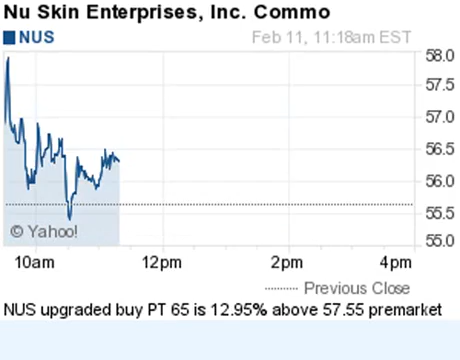 Nu Skin Enterprises, Inc. Commo
NUS Feb 11, 11:18am EST
58.0
57.5
57.0
56.5
56.0
55.5
55.0
© Yahoo!
10am 12pm 2pm 4pm
Previous Close
NUS upgraded buy PT 65 is 12.95% above 57.55 premarket